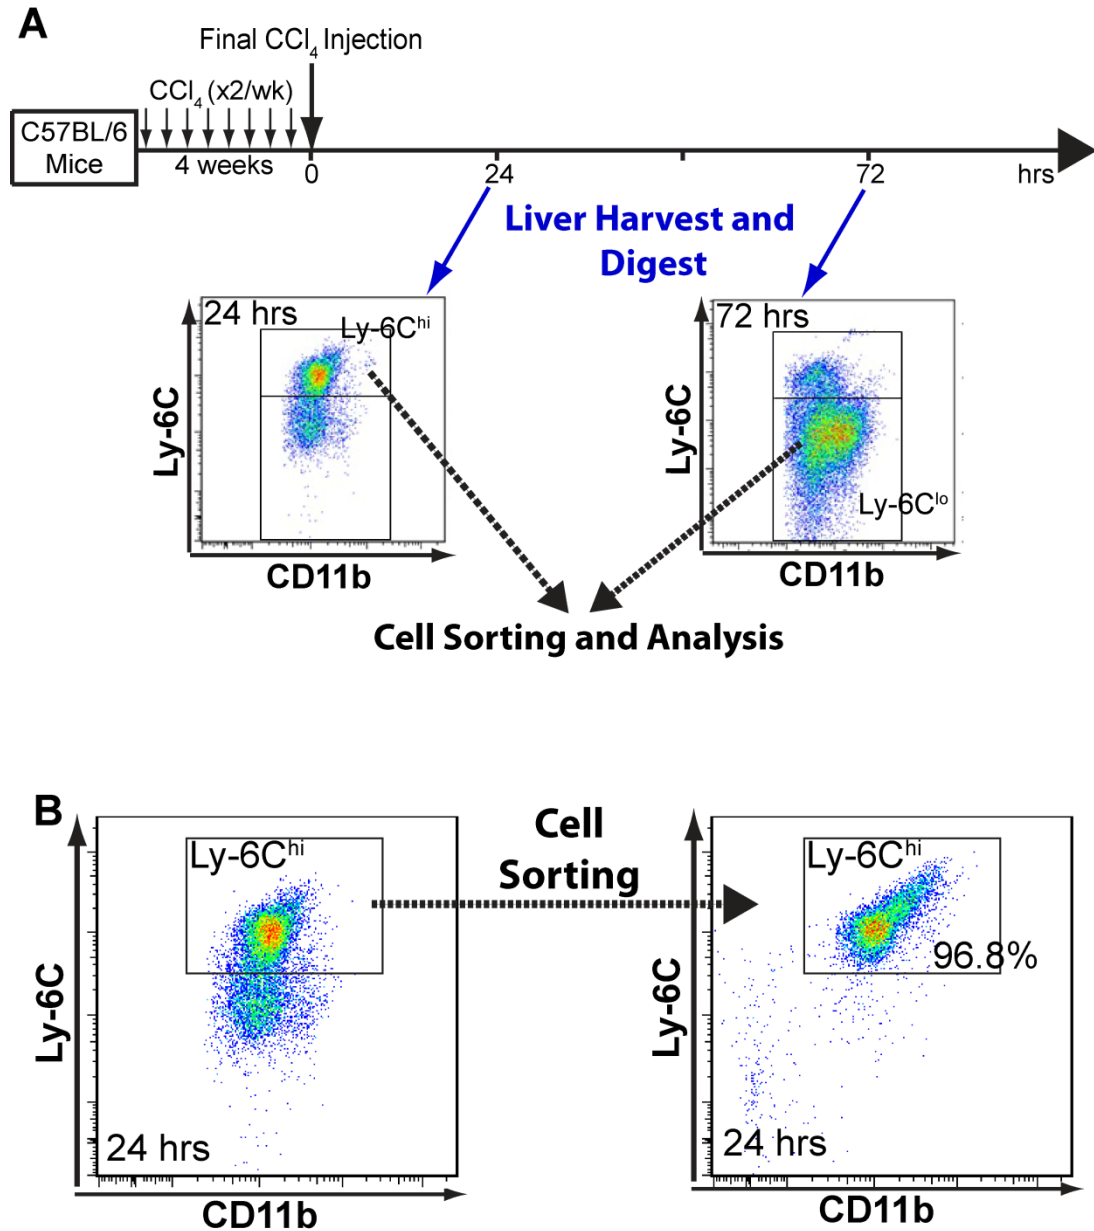 A
Final CCl₄ Injection
CCl₄ (x2/wk)
C57BL/6
Mice
4 weeks
0
24
72
hrs
Liver Harvest and
Digest
24 hrs
Ly-6Cʰⁱ
Ly-6C
CD11b
72 hrs
Ly-6C
Ly-6Cˡᵒ
CD11b
Cell Sorting and Analysis
B
Ly-6Cʰⁱ
Ly-6C
24 hrs
CD11b
Cell
Sorting
Ly-6Cʰⁱ
96.8%
Ly-6C
24 hrs
CD11b